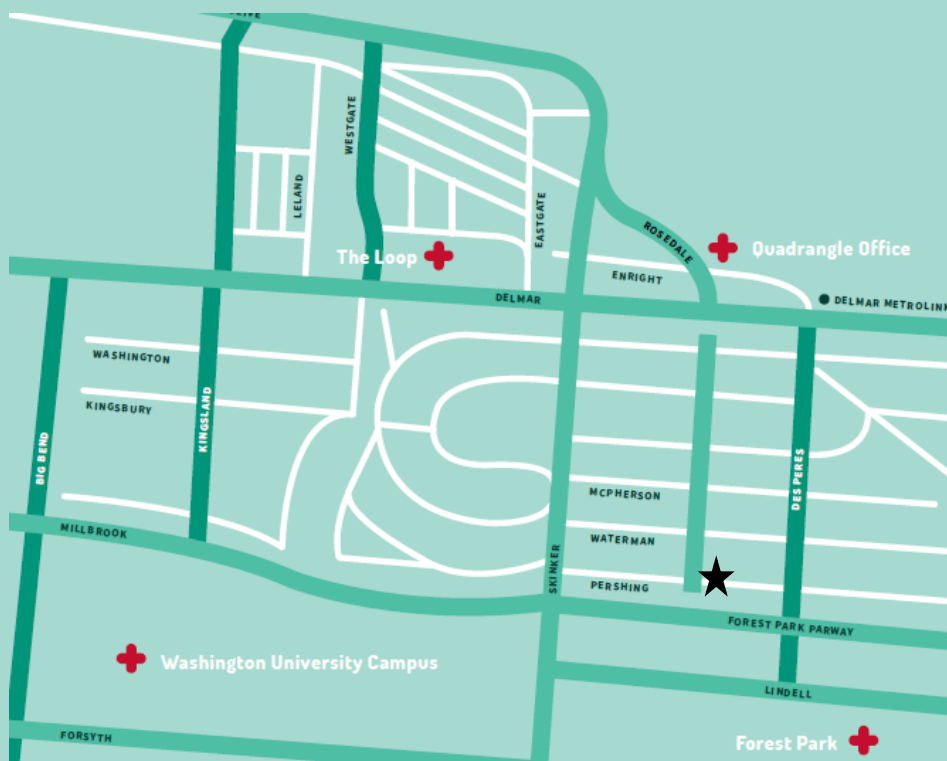 WESTGATE
LELAND
EASTGATE
ROSEDALE
The Loop
Quadrangle Office
ENRIGHT
DELMAR
DELMAR METROLINK
WASHINGTON
KINGSBURY
KINGSLAND
BIG BEND
DES PERES
MCPHERSON
MILLBROOK
WATERMAN
SKINKER
PERSHING
FOREST PARK PARWAY
Washington University Campus
LINDELL
FORSYTH
Forest Park